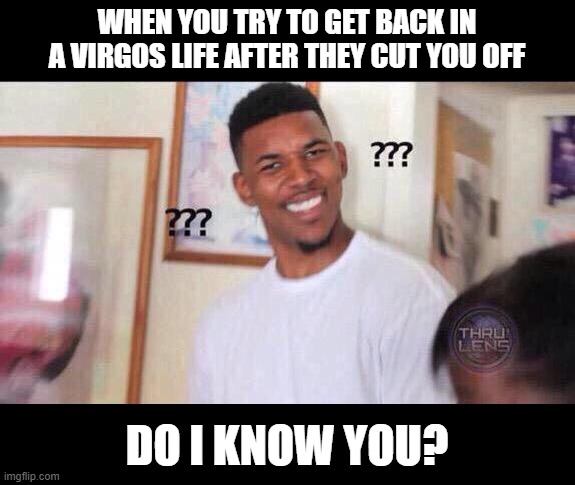 WHEN YOU TRY TO GET BACK IN
A VIRGOS LIFE AFTER THEY CUT YOU OFF
???
???
THRU'
LENS
DO I KNOW YOU?
imgflip.com